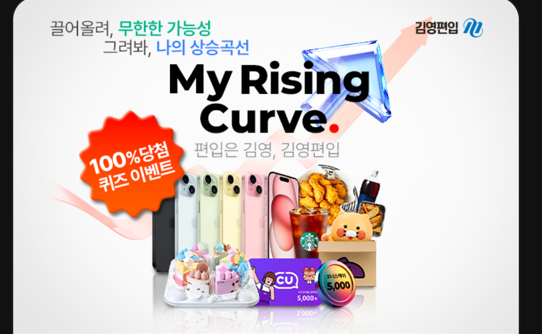 끌어올려, 무한한 가능성
그려봐, 나의 상승곡선
김영편입
My Rising
Curve.
편입은 김영, 김영편입
100%당첨
퀴즈 이벤트
CU
5,000
5,000